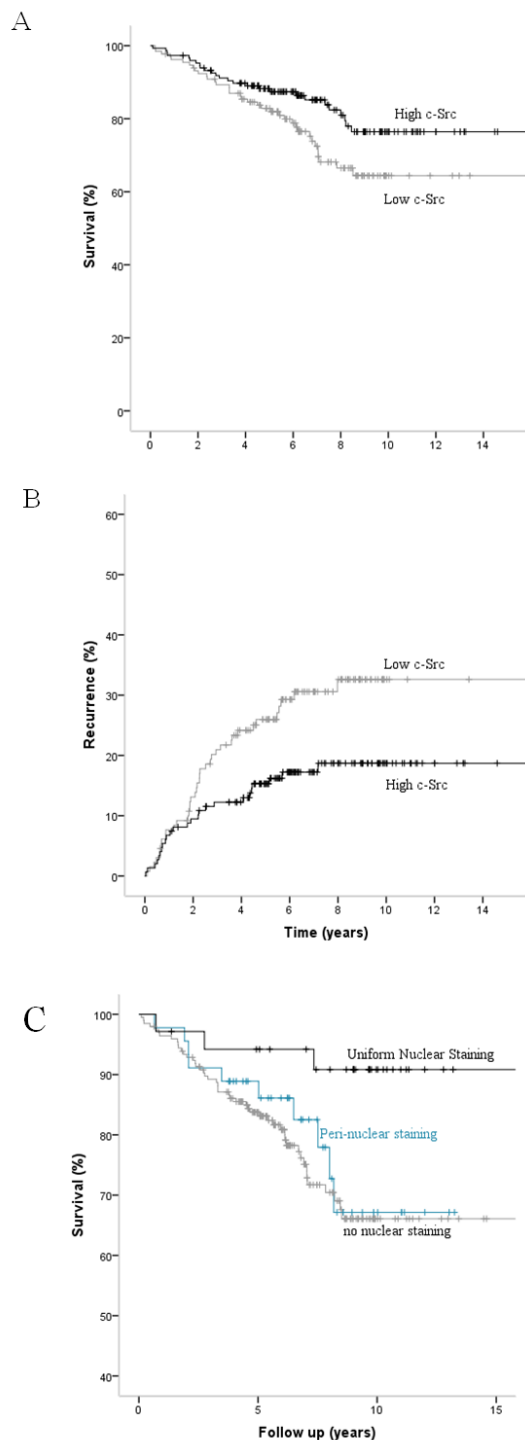 A
100
80
60
40
20
0
Survival (%)
High c-Src
Low c-Src
0 2 4 6 8 10 12 14
B
60
50
40
30
20
10
0
Recurrence (%)
Low c-Src
High c-Src
0 2 4 6 8 10 12 14
Time (years)
C
100
90
80
70
60
50
40
Survival (%)
Uniform Nuclear Staining
Peri-nuclear staining
no nuclear staining
0 5 10 15
Follow up (years)